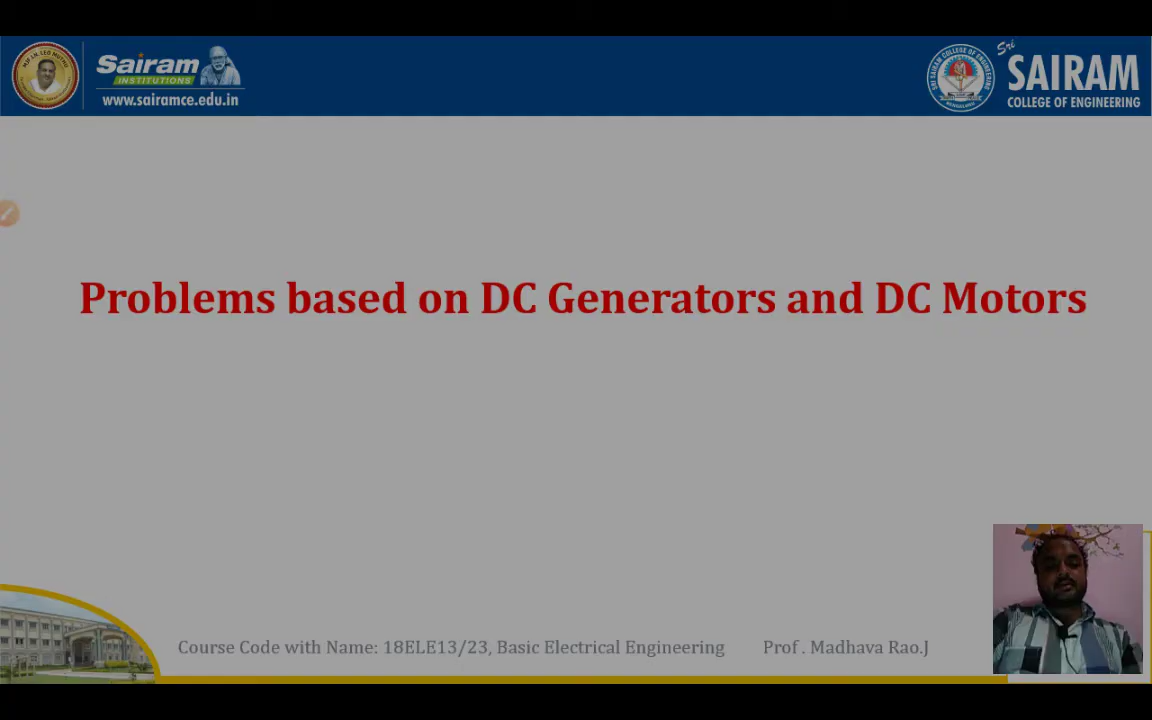 Sairam
INSTITUTIONS
www.sairamce.edu.in
Sri
SAIRAM
COLLEGE OF ENGINEERING
Problems based on DC Generators and DC Motors
Course Code with Name: 18ELE13/23, Basic Electrical Engineering Prof . Madhava Rao.J